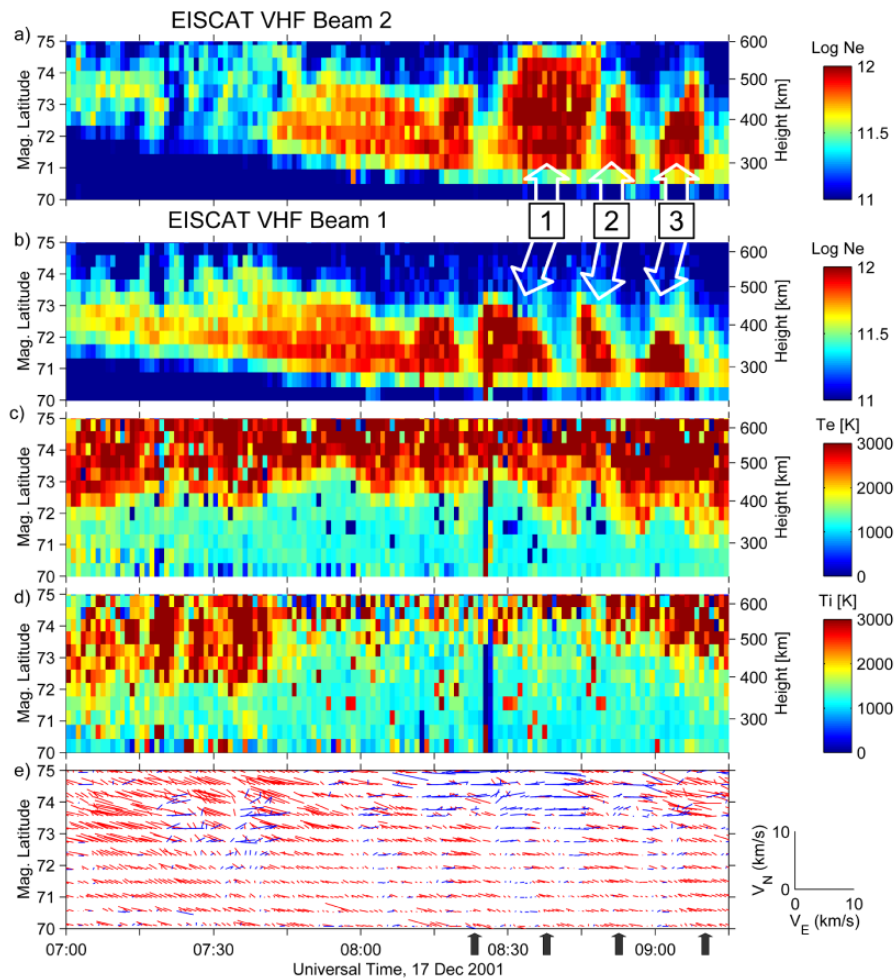 EISCAT VHF Beam 2
a)
75
74
73
72
71
70
Mag. Latitude
600
500
400
300
Height [km]
Log Ne
12
11.5
11
1
2
3
EISCAT VHF Beam 1
b)
75
74
73
72
71
70
Mag. Latitude
600
500
400
300
Height [km]
Log Ne
12
11.5
11
c)
75
74
73
72
71
70
Mag. Latitude
600
500
400
300
Height [km]
Te [K]
3000
2000
1000
0
d)
75
74
73
72
71
70
Mag. Latitude
600
500
400
300
Height [km]
Ti [K]
3000
2000
1000
0
e)
75
74
73
72
71
70
Mag. Latitude
07:00 07:30 08:00 08:30 09:00
Universal Time, 17 Dec 2001
V_N (km/s)
10
0
0 10
V_E (km/s)